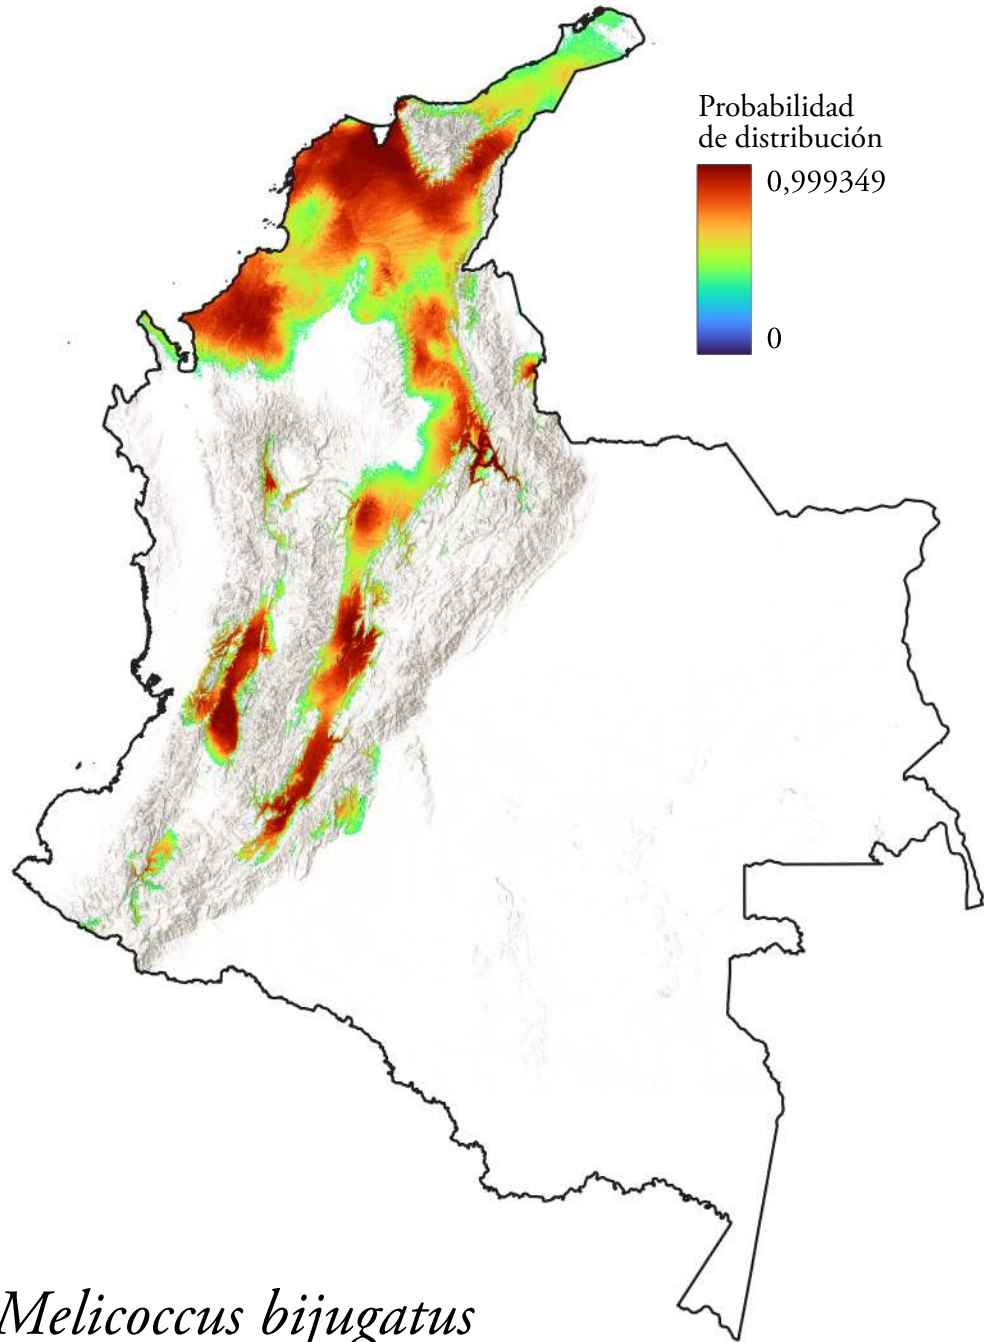 Probabilidad
de distribución
0,999349
0
Melicoccus bijugatus